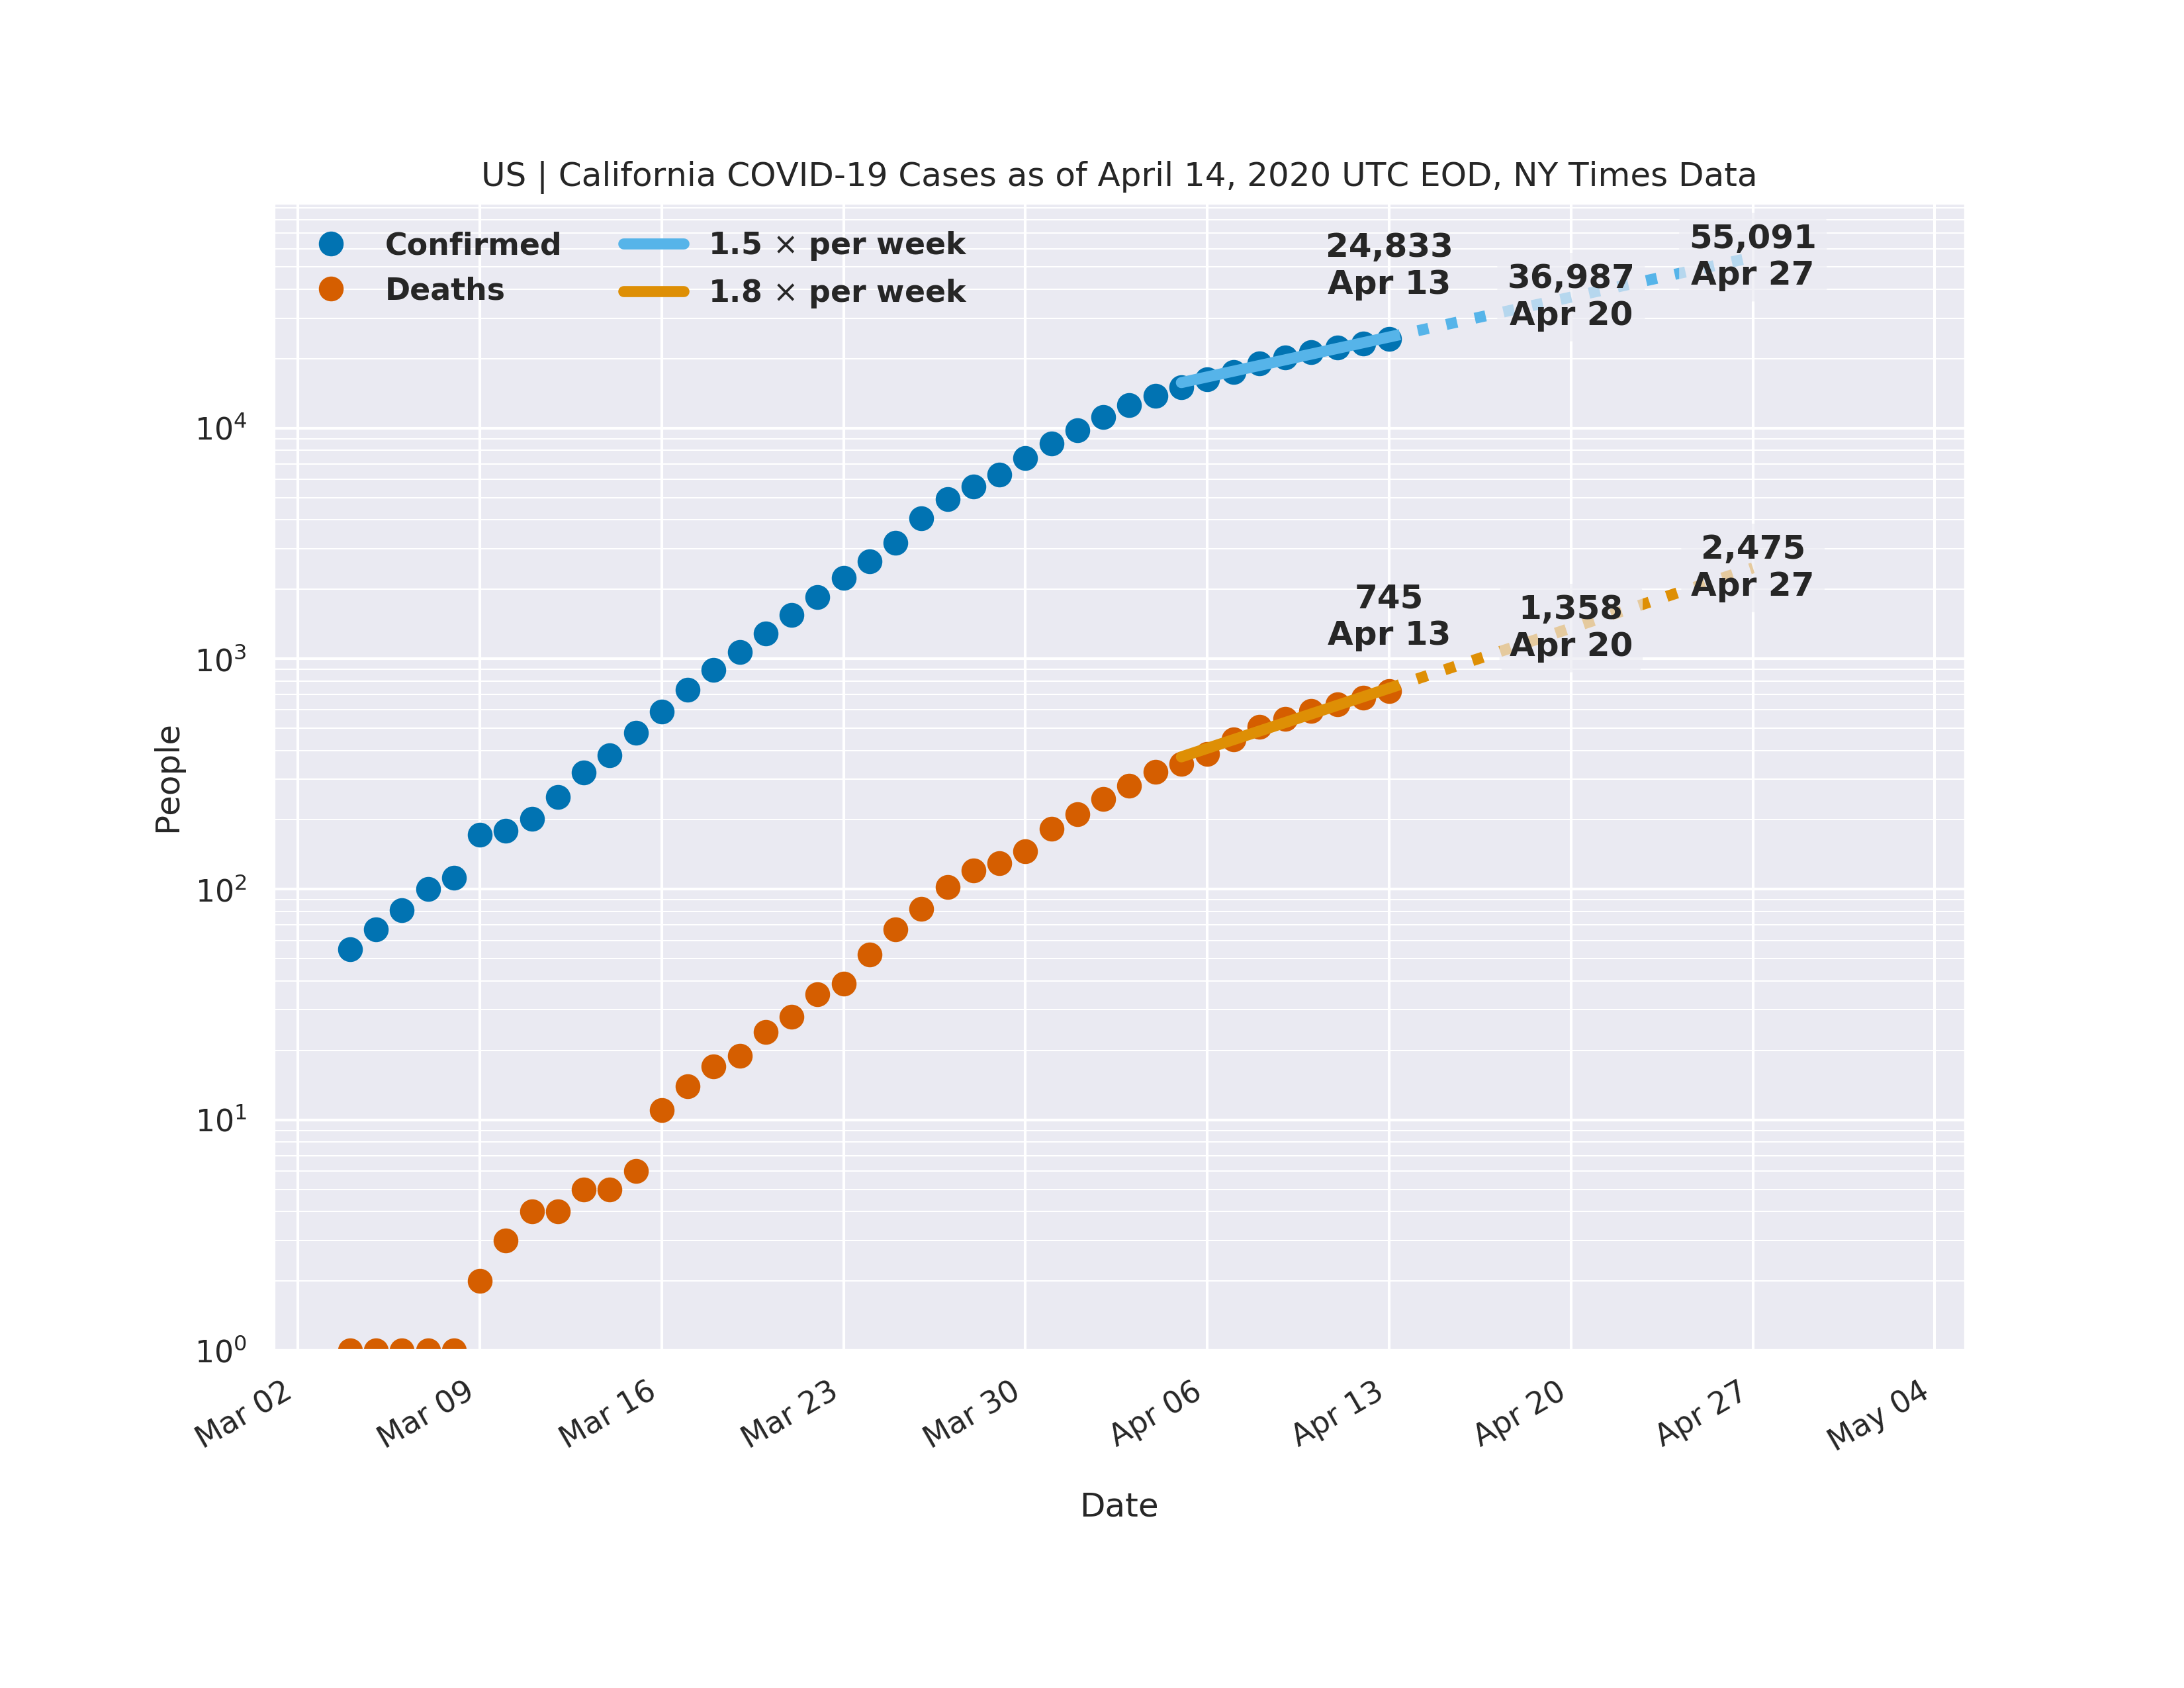 US | California COVID-19 Cases as of April 14, 2020 UTC EOD, NY Times Data
Confirmed
Deaths
1.5 × per week
1.8 × per week
24,833
Apr 13
36,987
Apr 20
55,091
Apr 27
745
Apr 13
1,358
Apr 20
2,475
Apr 27
People
10⁴
10³
10²
10¹
10⁰
Mar 02
Mar 09
Mar 16
Mar 23
Mar 30
Apr 06
Apr 13
Apr 20
Apr 27
May 04
Date